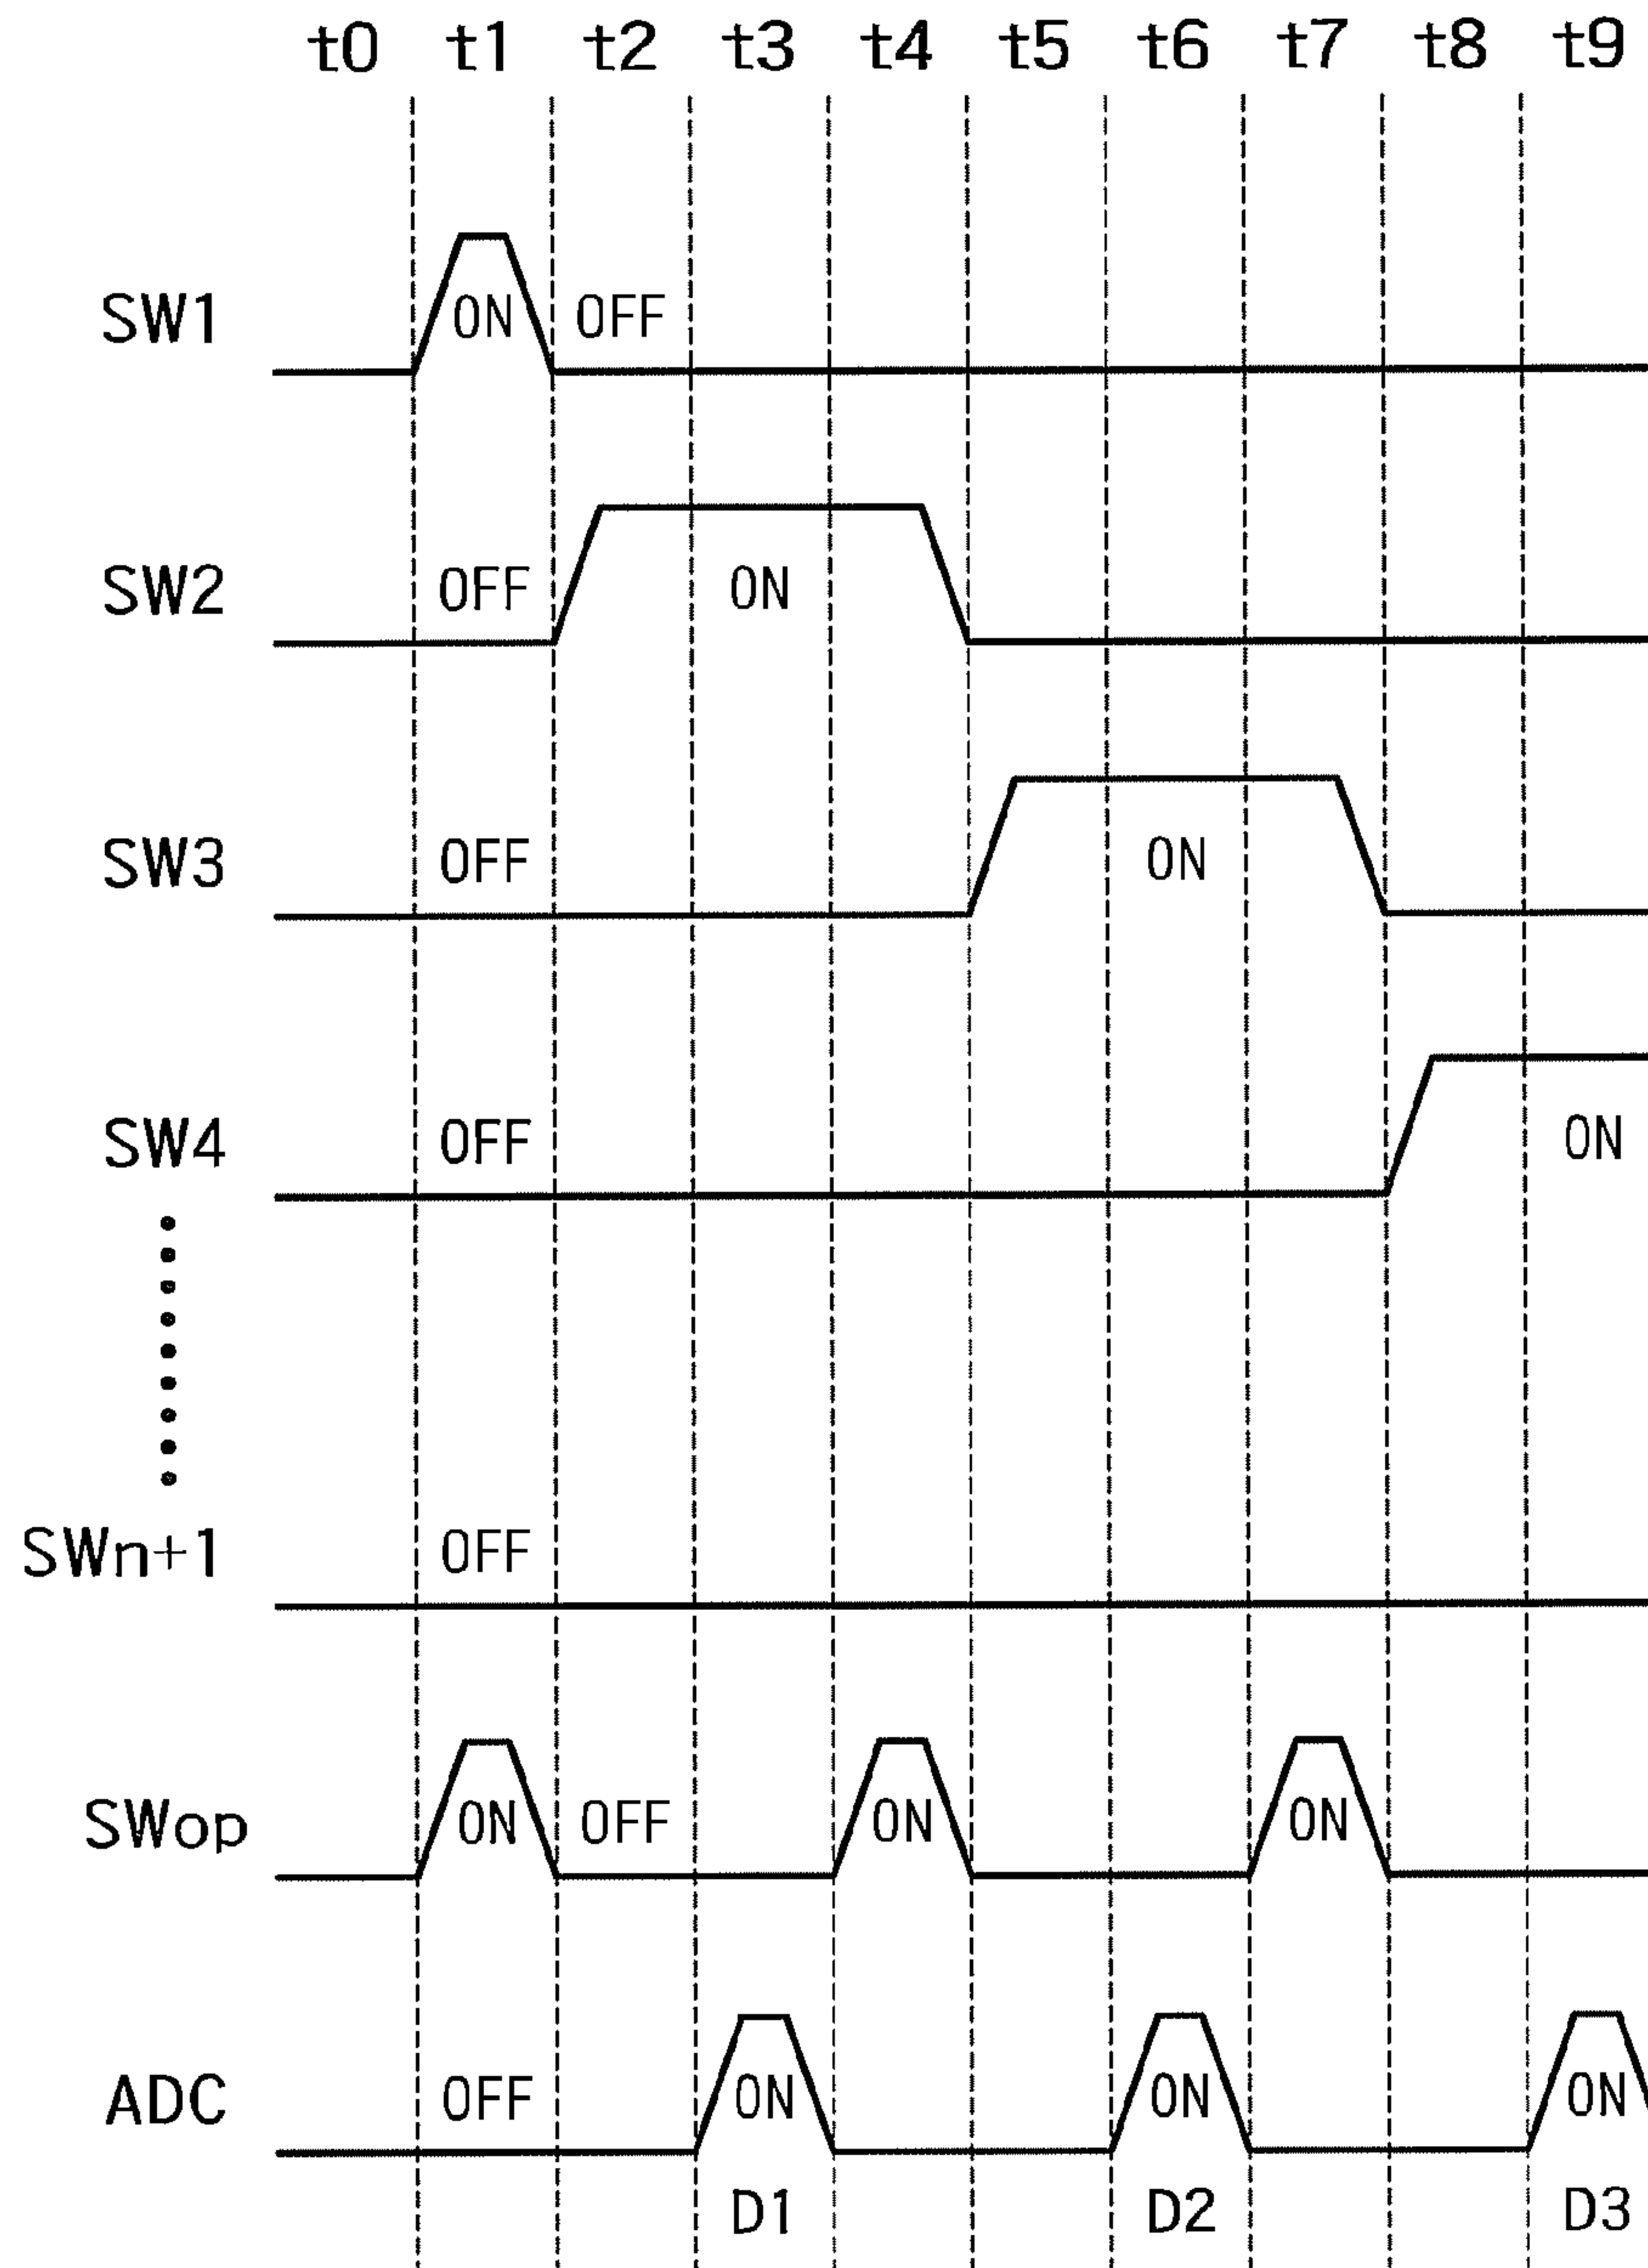 t0 t1 t2 t3 t4 t5 t6 t7 t8 t9
SW1 ON OFF
SW2 OFF ON
SW3 OFF ON
SW4 OFF ON
SWn+1 OFF
SWop ON OFF ON ON
ADC OFF ON ON ON
D1 D2 D3